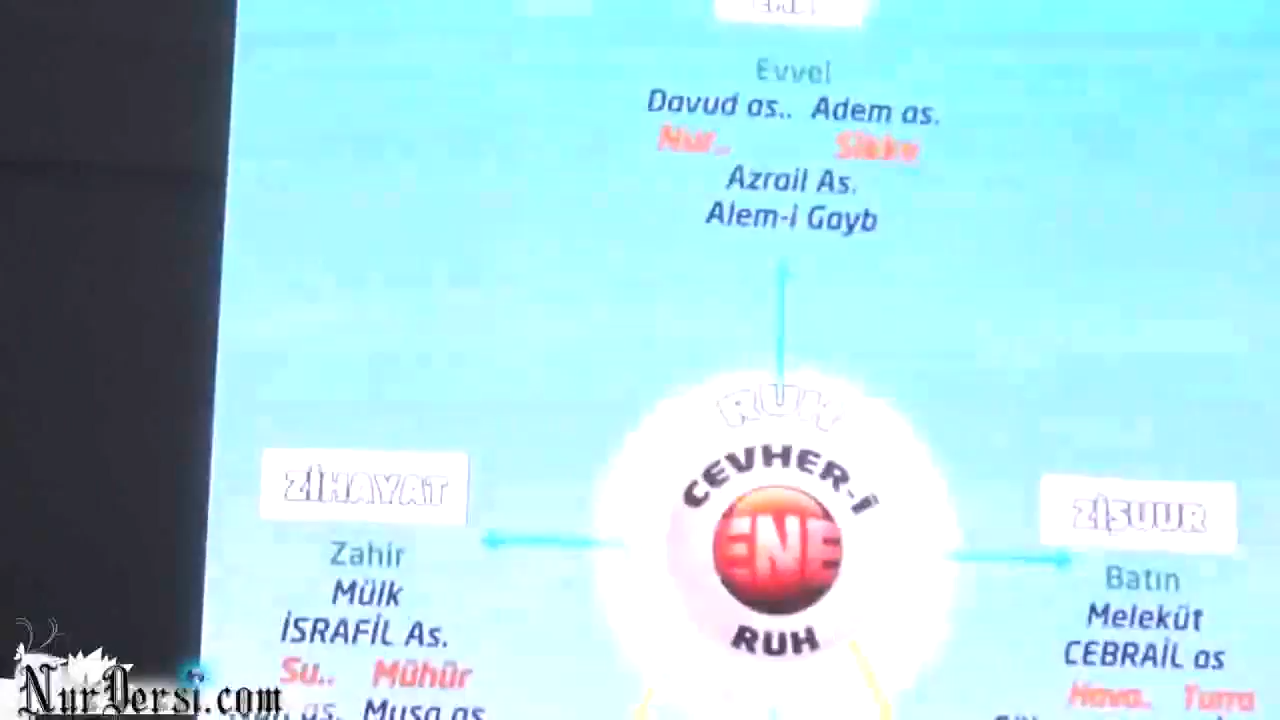 Evvel
Davud as.. Adem as.
Nur.. Sikke
Azrail As.
Alem-i Gayb
RUH
CEVHER-İ
ENE
RUH
ZİHAYAT
Zahir
Mülk
İSRAFİL As.
Su.. Mühür
as. Musa as
ZİŞUUR
Batın
Meleküt
CEBRAİL as
Hava.. Turra
NurDersi.com